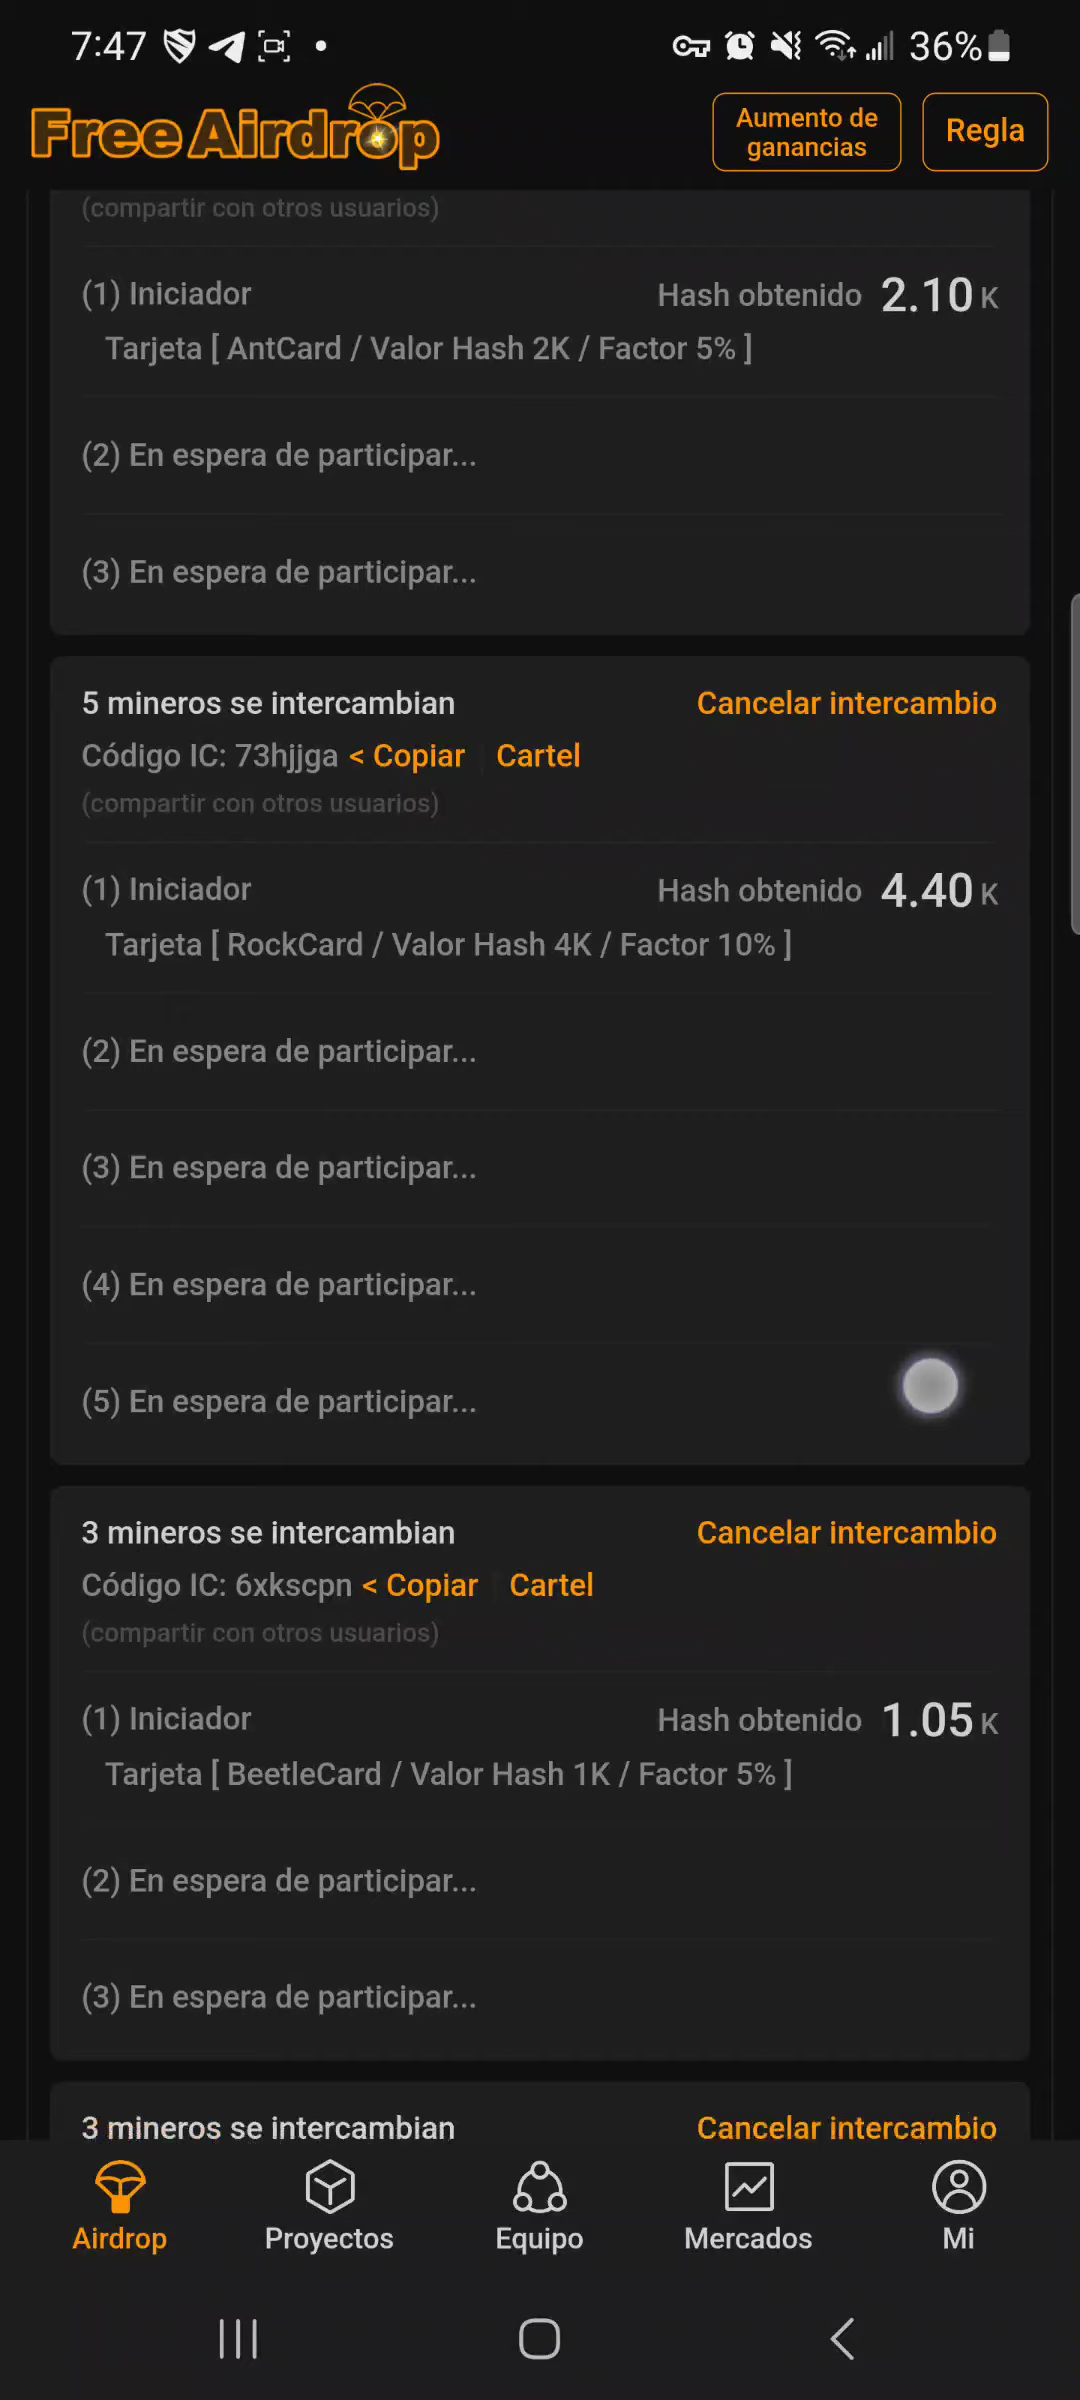 7:47
36%
Free Airdrop
Aumento de
ganancias
Regla
(compartir con otros usuarios)
(1) Iniciador
Hash obtenido 2.10 K
Tarjeta [ AntCard / Valor Hash 2K / Factor 5% ]
(2) En espera de participar...
(3) En espera de participar...
5 mineros se intercambian
Cancelar intercambio
Código IC: 73hjjga < Copiar Cartel
(compartir con otros usuarios)
(1) Iniciador
Hash obtenido 4.40 K
Tarjeta [ RockCard / Valor Hash 4K / Factor 10% ]
(2) En espera de participar...
(3) En espera de participar...
(4) En espera de participar...
(5) En espera de participar...
3 mineros se intercambian
Cancelar intercambio
Código IC: 6xkscpn < Copiar Cartel
(compartir con otros usuarios)
(1) Iniciador
Hash obtenido 1.05 K
Tarjeta [ BeetleCard / Valor Hash 1K / Factor 5% ]
(2) En espera de participar...
(3) En espera de participar...
3 mineros se intercambian
Cancelar intercambio
Airdrop
Proyectos
Equipo
Mercados
Mi